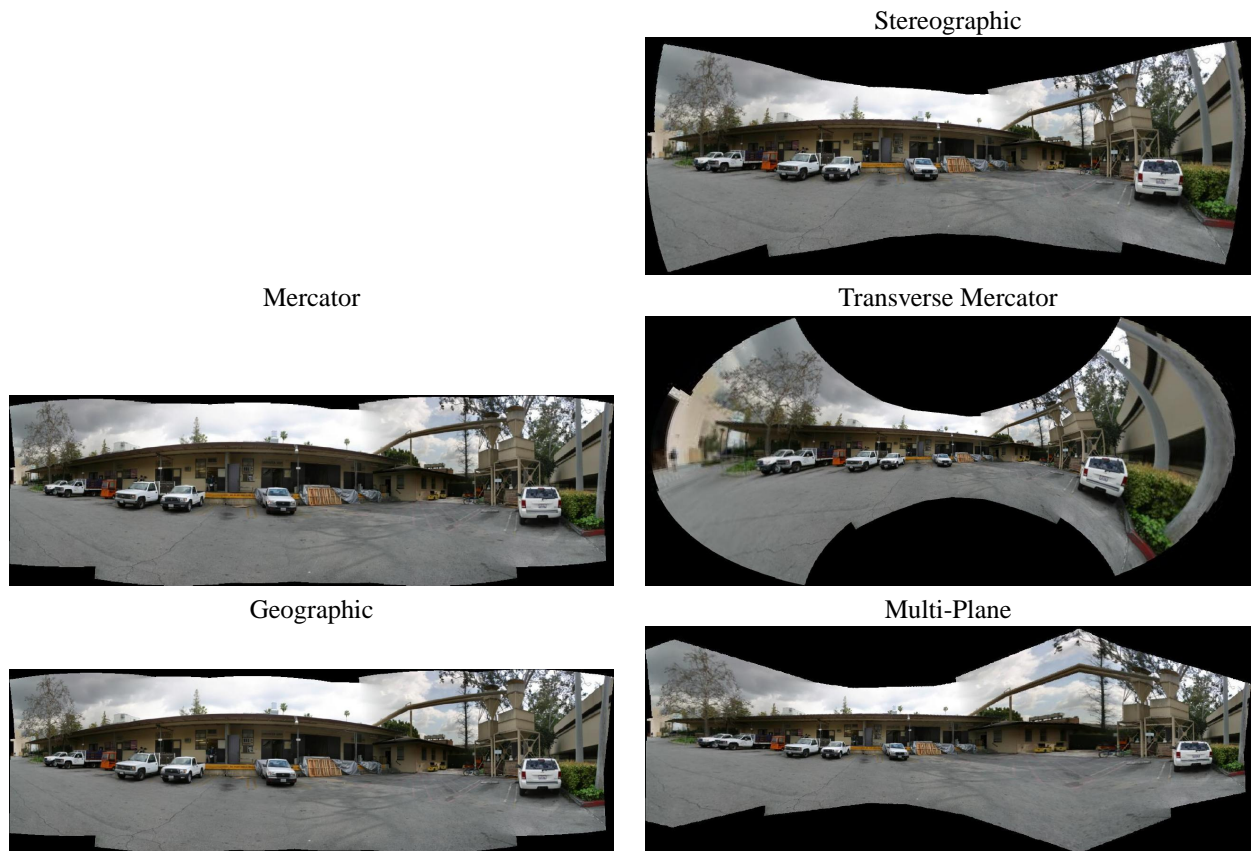 Stereographic
Mercator
Transverse Mercator
Geographic
Multi-Plane